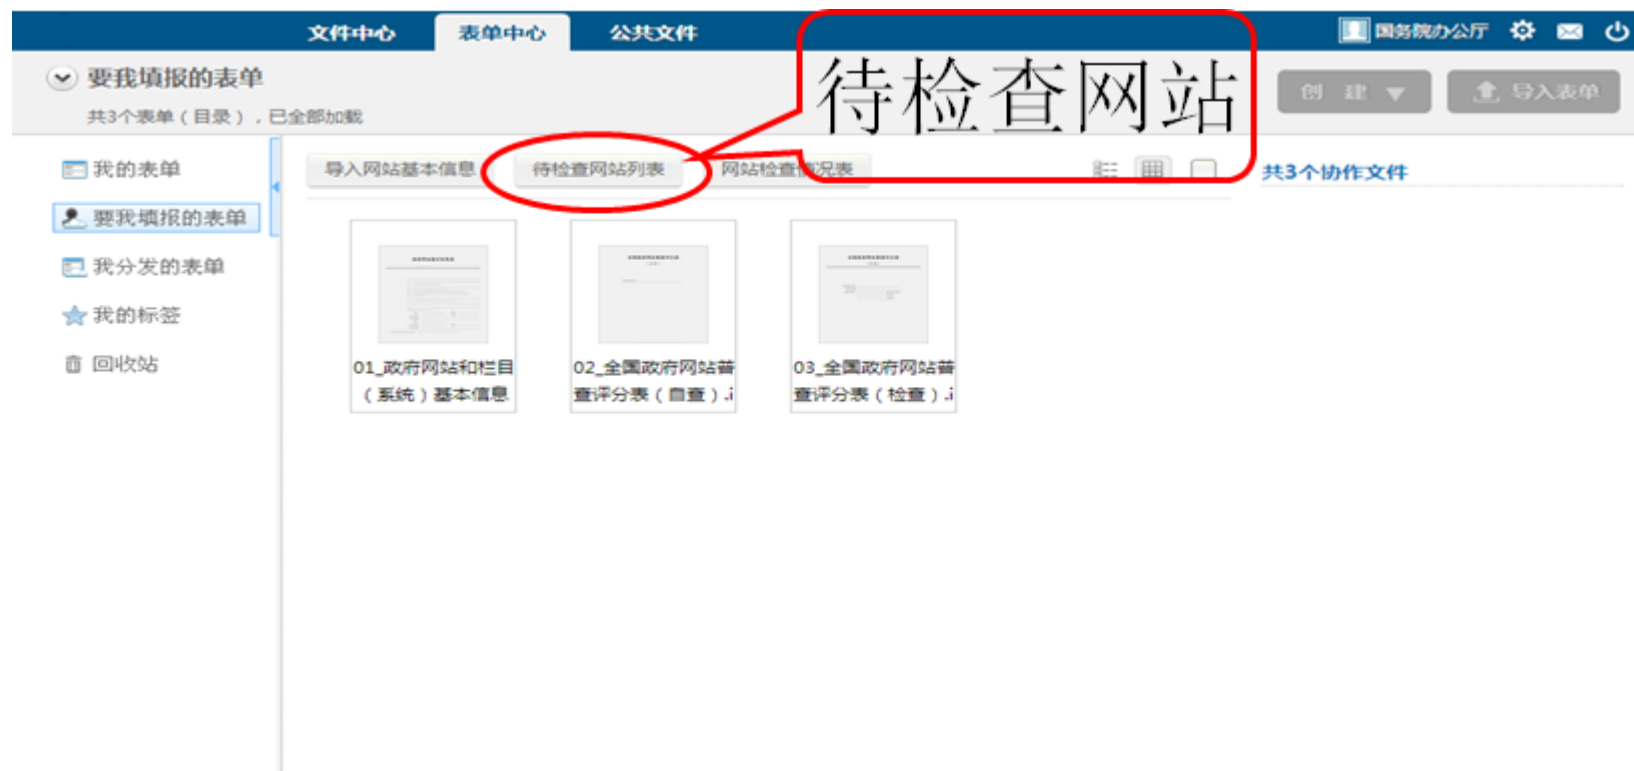 文件中心 表单中心 公共文件 国务院办公厅
待检查网站
要我填报的表单
创 建 导入表单
共3个表单（目录），已全部加载
我的表单
要我填报的表单
我分发的表单
我的标签
回收站
导入网站基本信息 待检查网站列表 网站检查情况表
共3个协作文件
01_政府网站和栏目
（系统）基本信息
02_全国政府网站普
查评分表（自查）.i
03_全国政府网站普
查评分表（检查）.i